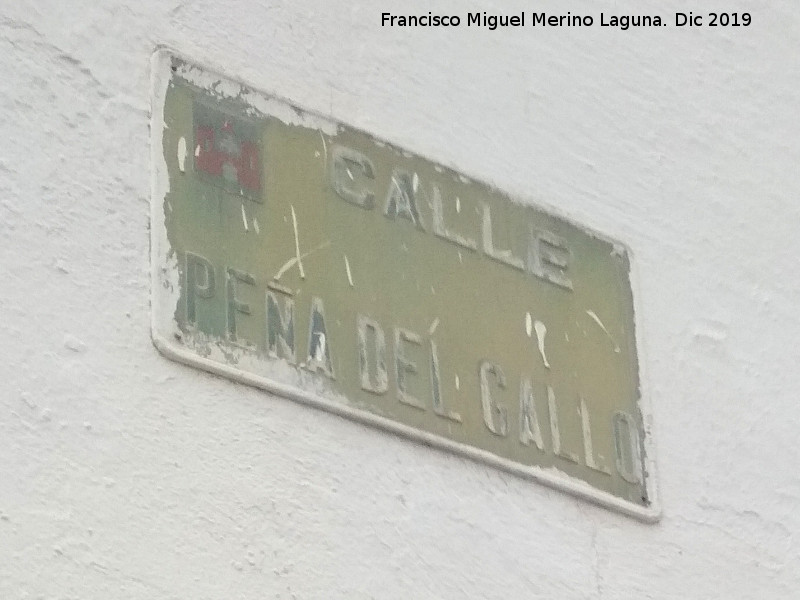 Francisco Miguel Merino Laguna. Dic 2019
CALLE
PEÑA DEL GALLO